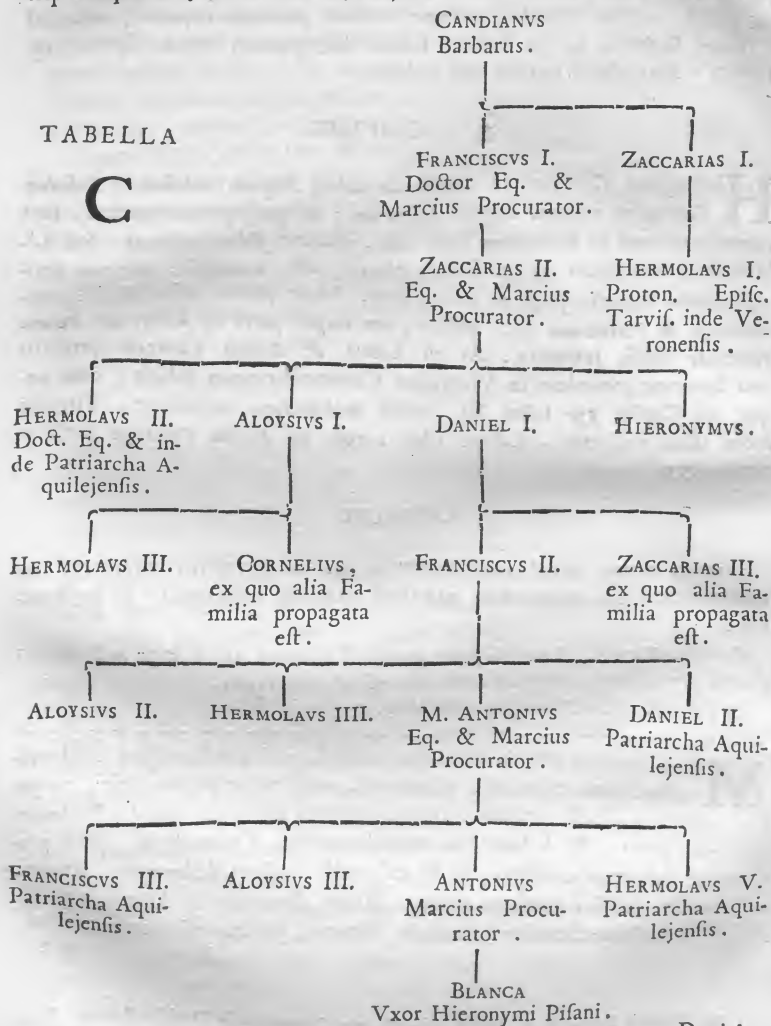 CANDIANVS
Barbarus.
TABELLA
C
FRANCISCVS I.
Doctor Eq. &
Marcius Procurator.
ZACCARIAS I.
ZACCARIAS II.
Eq. & Marcius
Procurator.
HERMOLAVS I.
Proton. Episc.
Tarvis. inde Ve-
ronensis.
HERMOLAVS II.
Doct. Eq. & in-
de Patriarcha A-
quilejensis.
ALOYSIVS I.
DANIEL I.
HIERONYMVS.
HERMOLAVS III.
CORNELIVS,
ex quo alia Fa-
milia propagata
est.
FRANCISCVS II.
ZACCARIAS III.
ex quo alia Fa-
milia propagata
est.
ALOYSIVS II.
HERMOLAVS IIII.
M. ANTONIVS
Eq. & Marcius
Procurator.
DANIEL II.
Patriarcha Aqui-
lejensis.
FRANCISCVS III.
Patriarcha Aqui-
lejensis.
ALOYSIVS III.
ANTONIVS
Marcius Procu-
rator.
HERMOLAVS V.
Patriarcha Aqui-
lejensis.
BLANCA
Vxor Hieronymi Pisani.